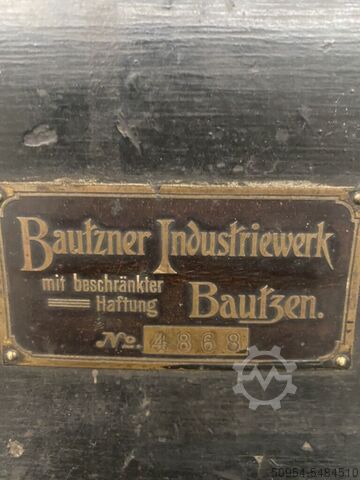 Bautzner Industriewerk
mit beschränkter
Haftung
Bautzen.
No. 4868
50954-5484510